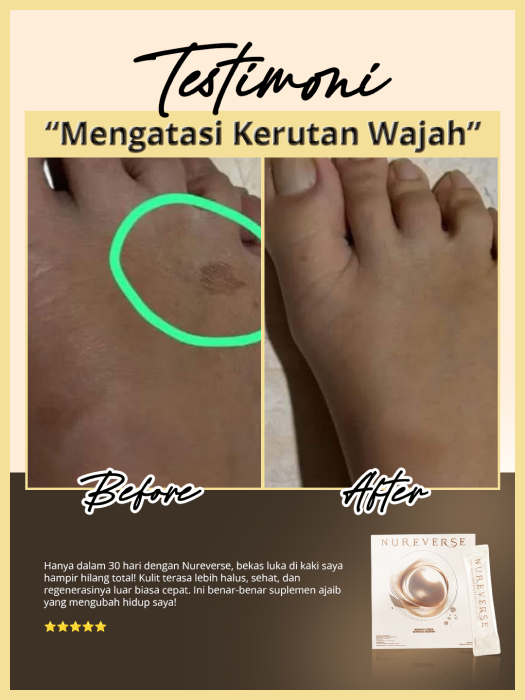 Testimoni
“Mengatasi Kerutan Wajah”
Before
After
Hanya dalam 30 hari dengan Nureverse, bekas luka di kaki saya
hampir hilang total! Kulit terasa lebih halus, sehat, dan
regenerasinya luar biasa cepat. Ini benar-benar suplemen ajaib
yang mengubah hidup saya!
NUREVERSE
NUREVERSE